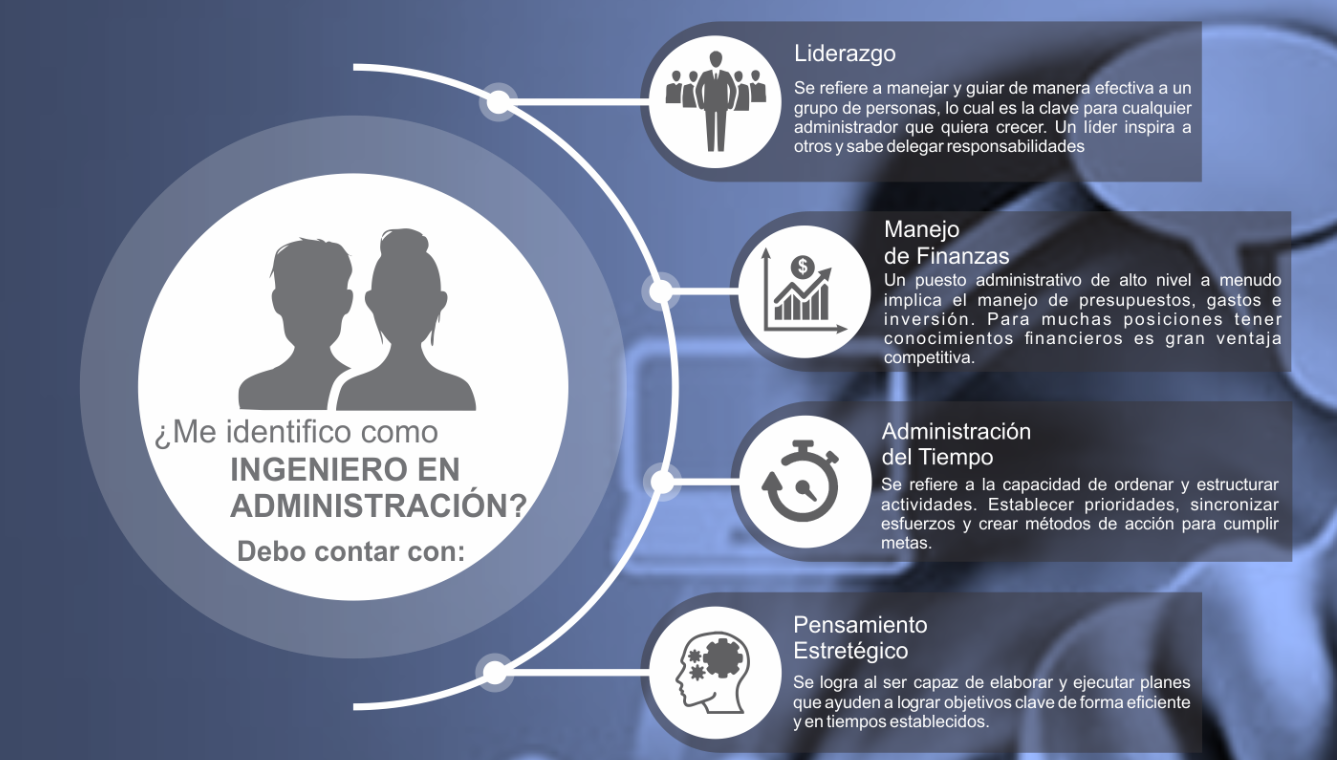 ¿Me identifico como
INGENIERO EN
ADMINISTRACIÓN?
Debo contar con:
Liderazgo
Se refiere a manejar y guiar de manera efectiva a un
grupo de personas, lo cual es la clave para cualquier
administrador que quiera crecer. Un líder inspira a
otros y sabe delegar responsabilidades
Manejo
de Finanzas
Un puesto administrativo de alto nivel a menudo
implica el manejo de presupuestos, gastos e
inversión. Para muchas posiciones tener
conocimientos financieros es gran ventaja
competitiva.
Administración
del Tiempo
Se refiere a la capacidad de ordenar y estructurar
actividades. Establecer prioridades, sincronizar
esfuerzos y crear métodos de acción para cumplir
metas.
Pensamiento
Estretégico
Se logra al ser capaz de elaborar y ejecutar planes
que ayuden a lograr objetivos clave de forma eficiente
y en tiempos establecidos.
$